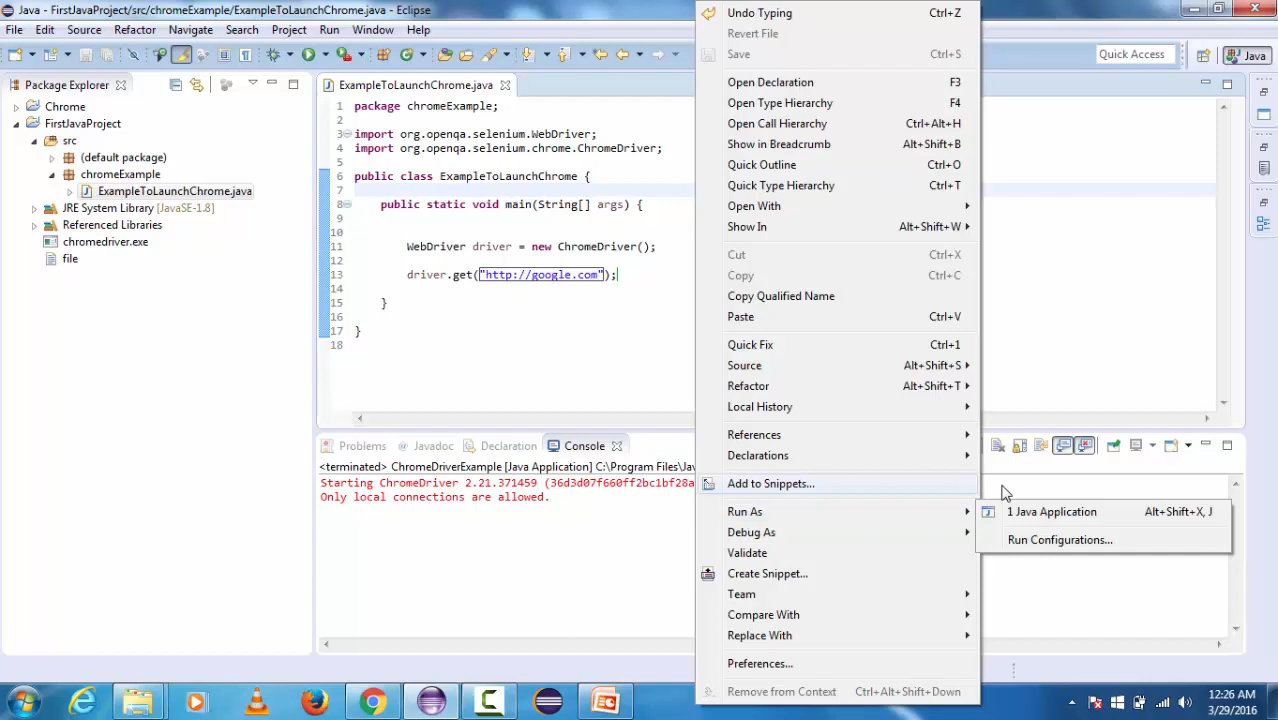 Java - FirstJavaProject/src/chromeExample/ExampleToLaunchChrome.java - Eclipse
File Edit Source Refactor Navigate Search Project Run Window Help
Quick Access
Java
Package Explorer
Chrome
FirstJavaProject
src
(default package)
chromeExample
ExampleToLaunchChrome.java
JRE System Library [JavaSE-1.8]
Referenced Libraries
chromedriver.exe
file
ExampleToLaunchChrome.java
1 package chromeExample;
2
3 import org.openqa.selenium.WebDriver;
4 import org.openqa.selenium.chrome.ChromeDriver;
5
6 public class ExampleToLaunchChrome {
7
8 public static void main(String[] args) {
9
10
11 WebDriver driver = new ChromeDriver();
12
13 driver.get("http://google.com");
14
15 }
16
17 }
18
Problems @ Javadoc Declaration Console
<terminated> ChromeDriverExample [Java Application] C:\Program Files\Jav
Starting ChromeDriver 2.21.371459 (36d3d07f660ff2bc1bf28a
Only local connections are allowed.
Undo Typing Ctrl+Z
Revert File
Save Ctrl+S
Open Declaration F3
Open Type Hierarchy F4
Open Call Hierarchy Ctrl+Alt+H
Show in Breadcrumb Alt+Shift+B
Quick Outline Ctrl+O
Quick Type Hierarchy Ctrl+T
Open With
Show In Alt+Shift+W
Cut Ctrl+X
Copy Ctrl+C
Copy Qualified Name
Paste Ctrl+V
Quick Fix Ctrl+1
Source Alt+Shift+S
Refactor Alt+Shift+T
Local History
References
Declarations
Add to Snippets...
Run As
Debug As
Validate
Create Snippet...
Team
Compare With
Replace With
Preferences...
Remove from Context Ctrl+Alt+Shift+Down
1 Java Application Alt+Shift+X, J
Run Configurations...
12:26 AM
3/29/2016